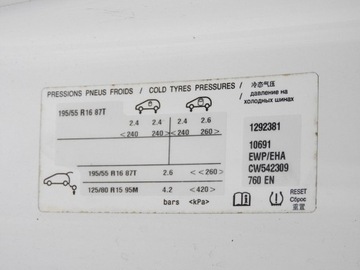 PRESSIONS PNEUS FROIDS / COLD TYRES PRESSURES / 冷态气压
давление на
холодных шинах
195/55 R16 87T
2.4 2.4 2.4 2.6
<240 240> <240 260>
195/55 R16 87T 2.6 <260>
125/80 R15 95M 4.2 <420>
bars <kPa>
1292381
10691
EWP/EHA
CW542309
760 EN
i
RESET
Сброс
重置